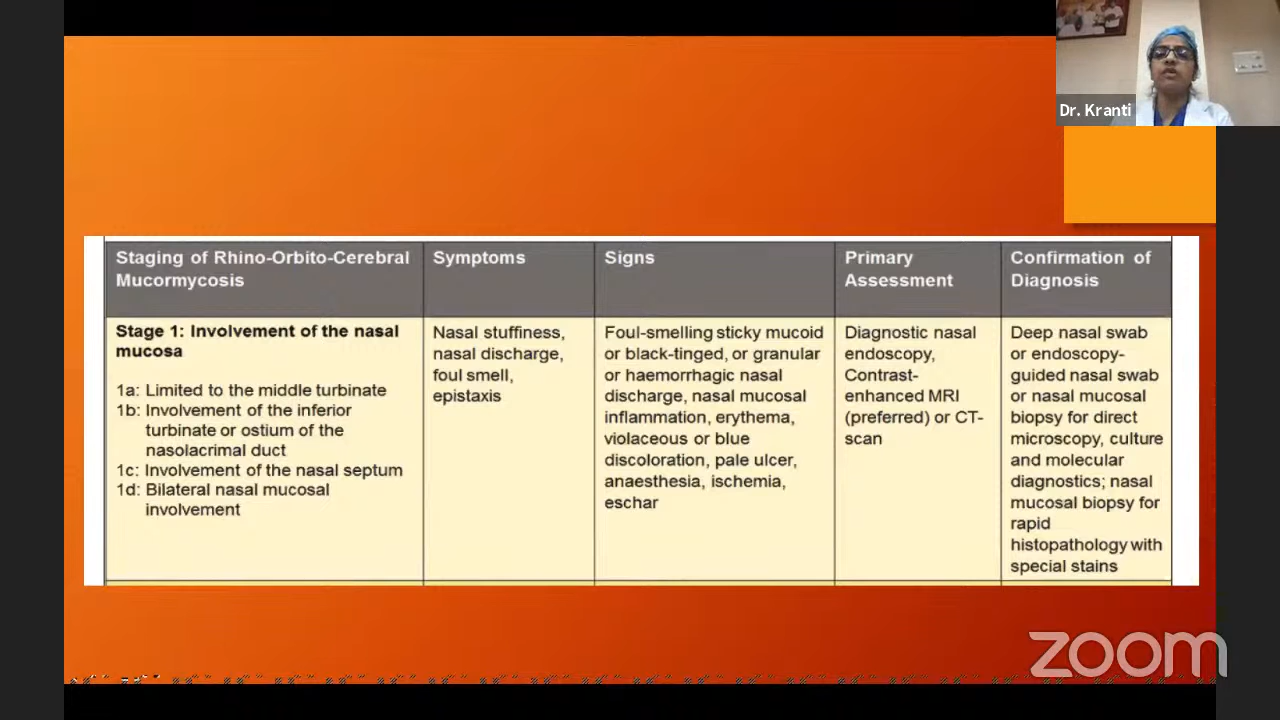 Dr. Kranti
Staging of Rhino-Orbito-Cerebral
Mucormycosis
Symptoms
Signs
Primary
Assessment
Confirmation of
Diagnosis
Stage 1: Involvement of the nasal
mucosa
1a: Limited to the middle turbinate
1b: Involvement of the inferior
turbinate or ostium of the
nasolacrimal duct
1c: Involvement of the nasal septum
1d: Bilateral nasal mucosal
involvement
Nasal stuffiness,
nasal discharge,
foul smell,
epistaxis
Foul-smelling sticky mucoid
or black-tinged, or granular
or haemorrhagic nasal
discharge, nasal mucosal
inflammation, erythema,
violaceous or blue
discoloration, pale ulcer,
anaesthesia, ischemia,
eschar
Diagnostic nasal
endoscopy,
Contrast-
enhanced MRI
(preferred) or CT-
scan
Deep nasal swab
or endoscopy-
guided nasal swab
or nasal mucosal
biopsy for direct
microscopy, culture
and molecular
diagnostics; nasal
mucosal biopsy for
rapid
histopathology with
special stains
zoom